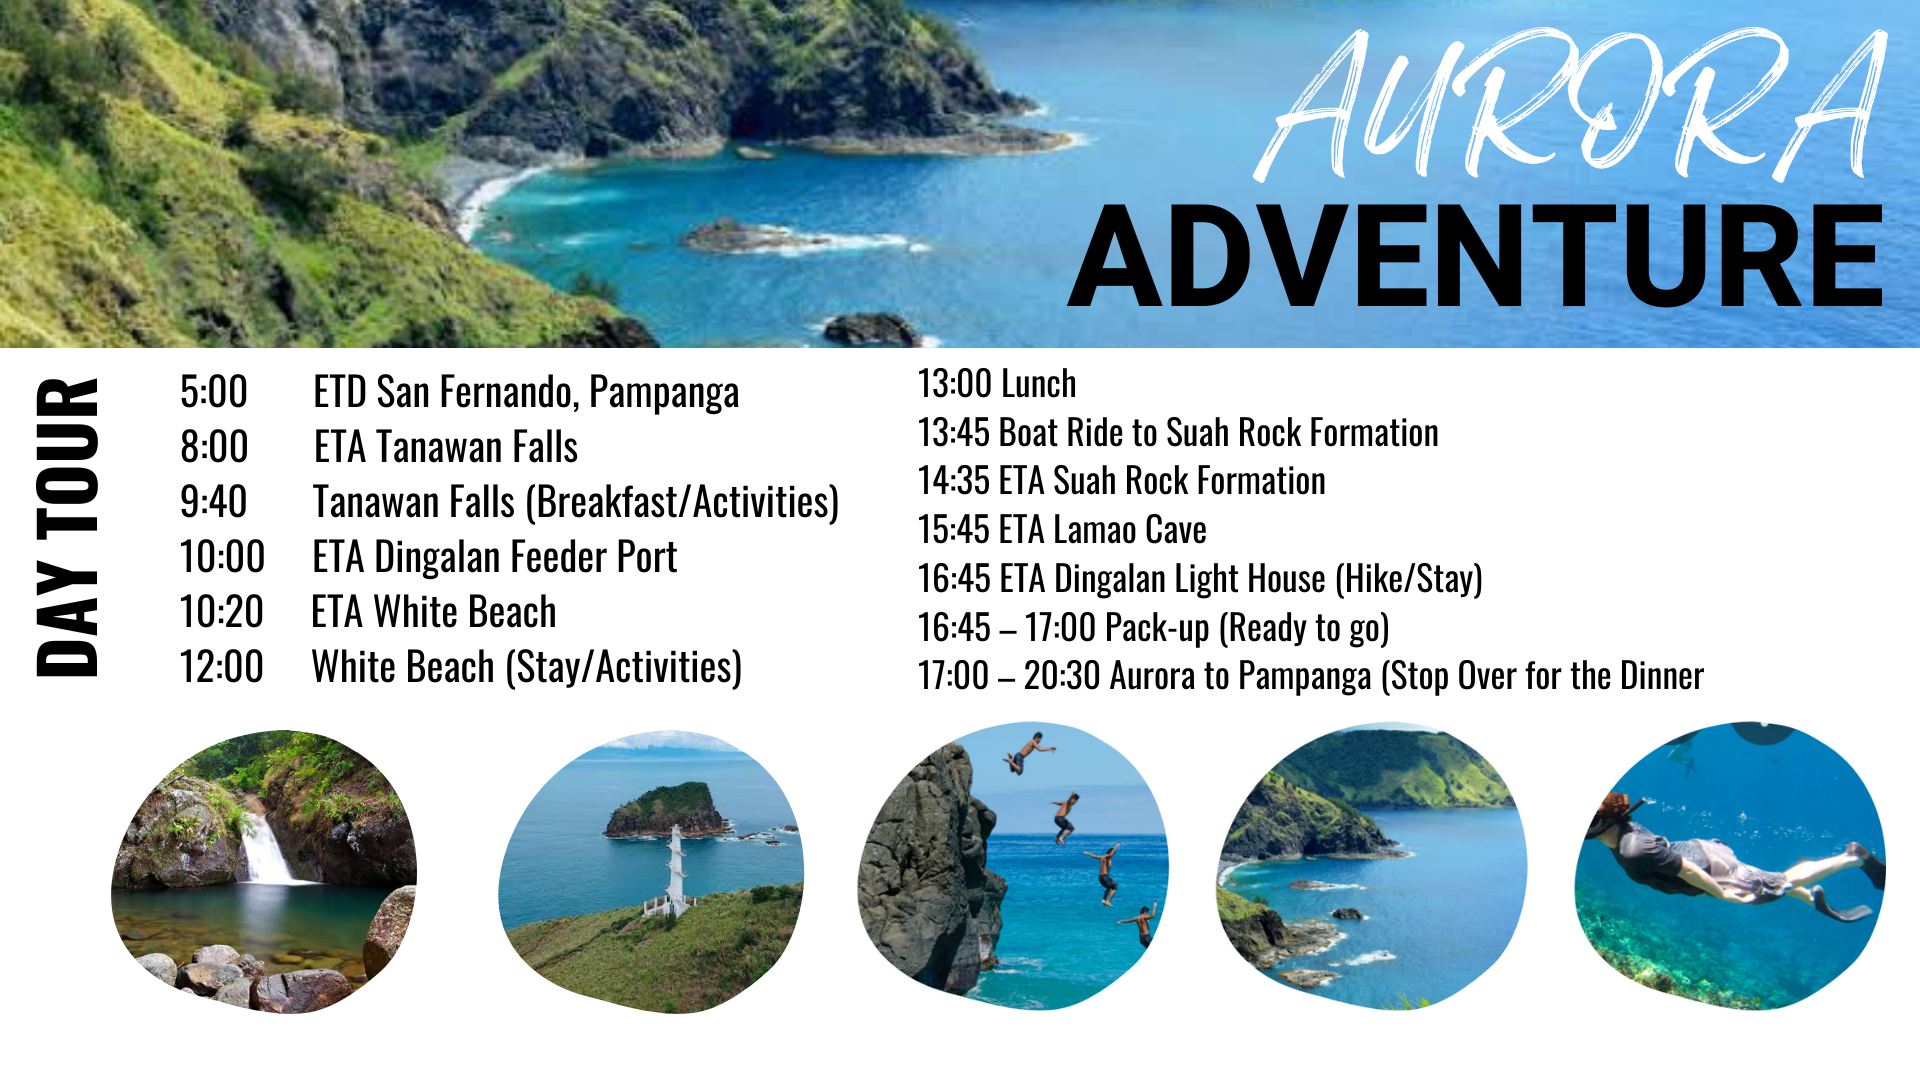 AURORA
ADVENTURE
DAY TOUR
5:00 ETD San Fernando, Pampanga
8:00 ETA Tanawan Falls
9:40 Tanawan Falls (Breakfast/Activities)
10:00 ETA Dingalan Feeder Port
10:20 ETA White Beach
12:00 White Beach (Stay/Activities)
13:00 Lunch
13:45 Boat Ride to Suah Rock Formation
14:35 ETA Suah Rock Formation
15:45 ETA Lamao Cave
16:45 ETA Dingalan Light House (Hike/Stay)
16:45 – 17:00 Pack-up (Ready to go)
17:00 – 20:30 Aurora to Pampanga (Stop Over for the Dinner